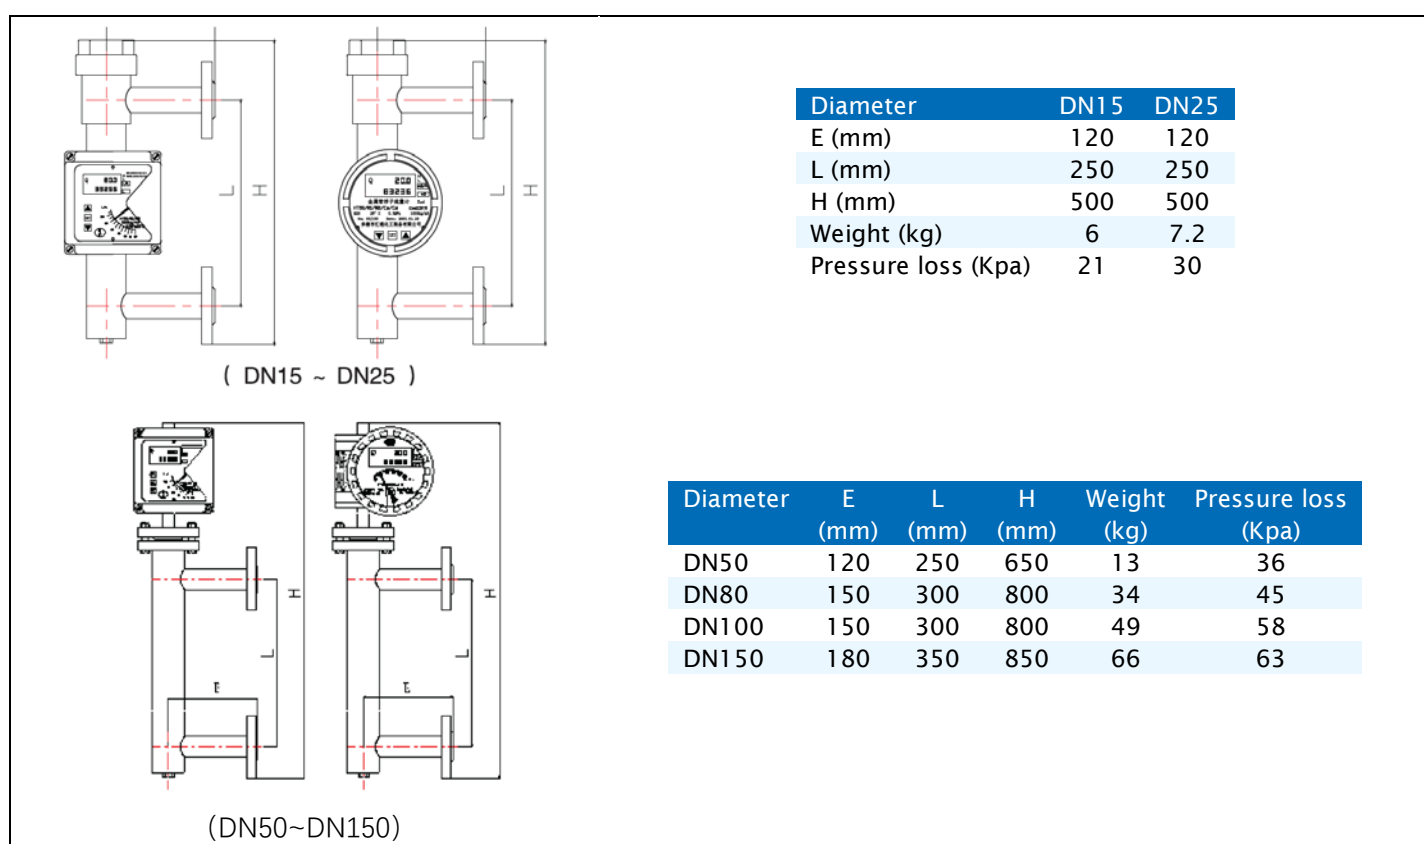 L
H
Q 20.0
83236
L
H
( DN15 ~ DN25 )
Diameter DN15 DN25
E (mm) 120 120
L (mm) 250 250
H (mm) 500 500
Weight (kg) 6 7.2
Pressure loss (Kpa) 21 30
H
L
E
H
L
E
(DN50~DN150)
Diameter E L H Weight Pressure loss
(mm) (mm) (mm) (kg) (Kpa)
DN50 120 250 650 13 36
DN80 150 300 800 34 45
DN100 150 300 800 49 58
DN150 180 350 850 66 63